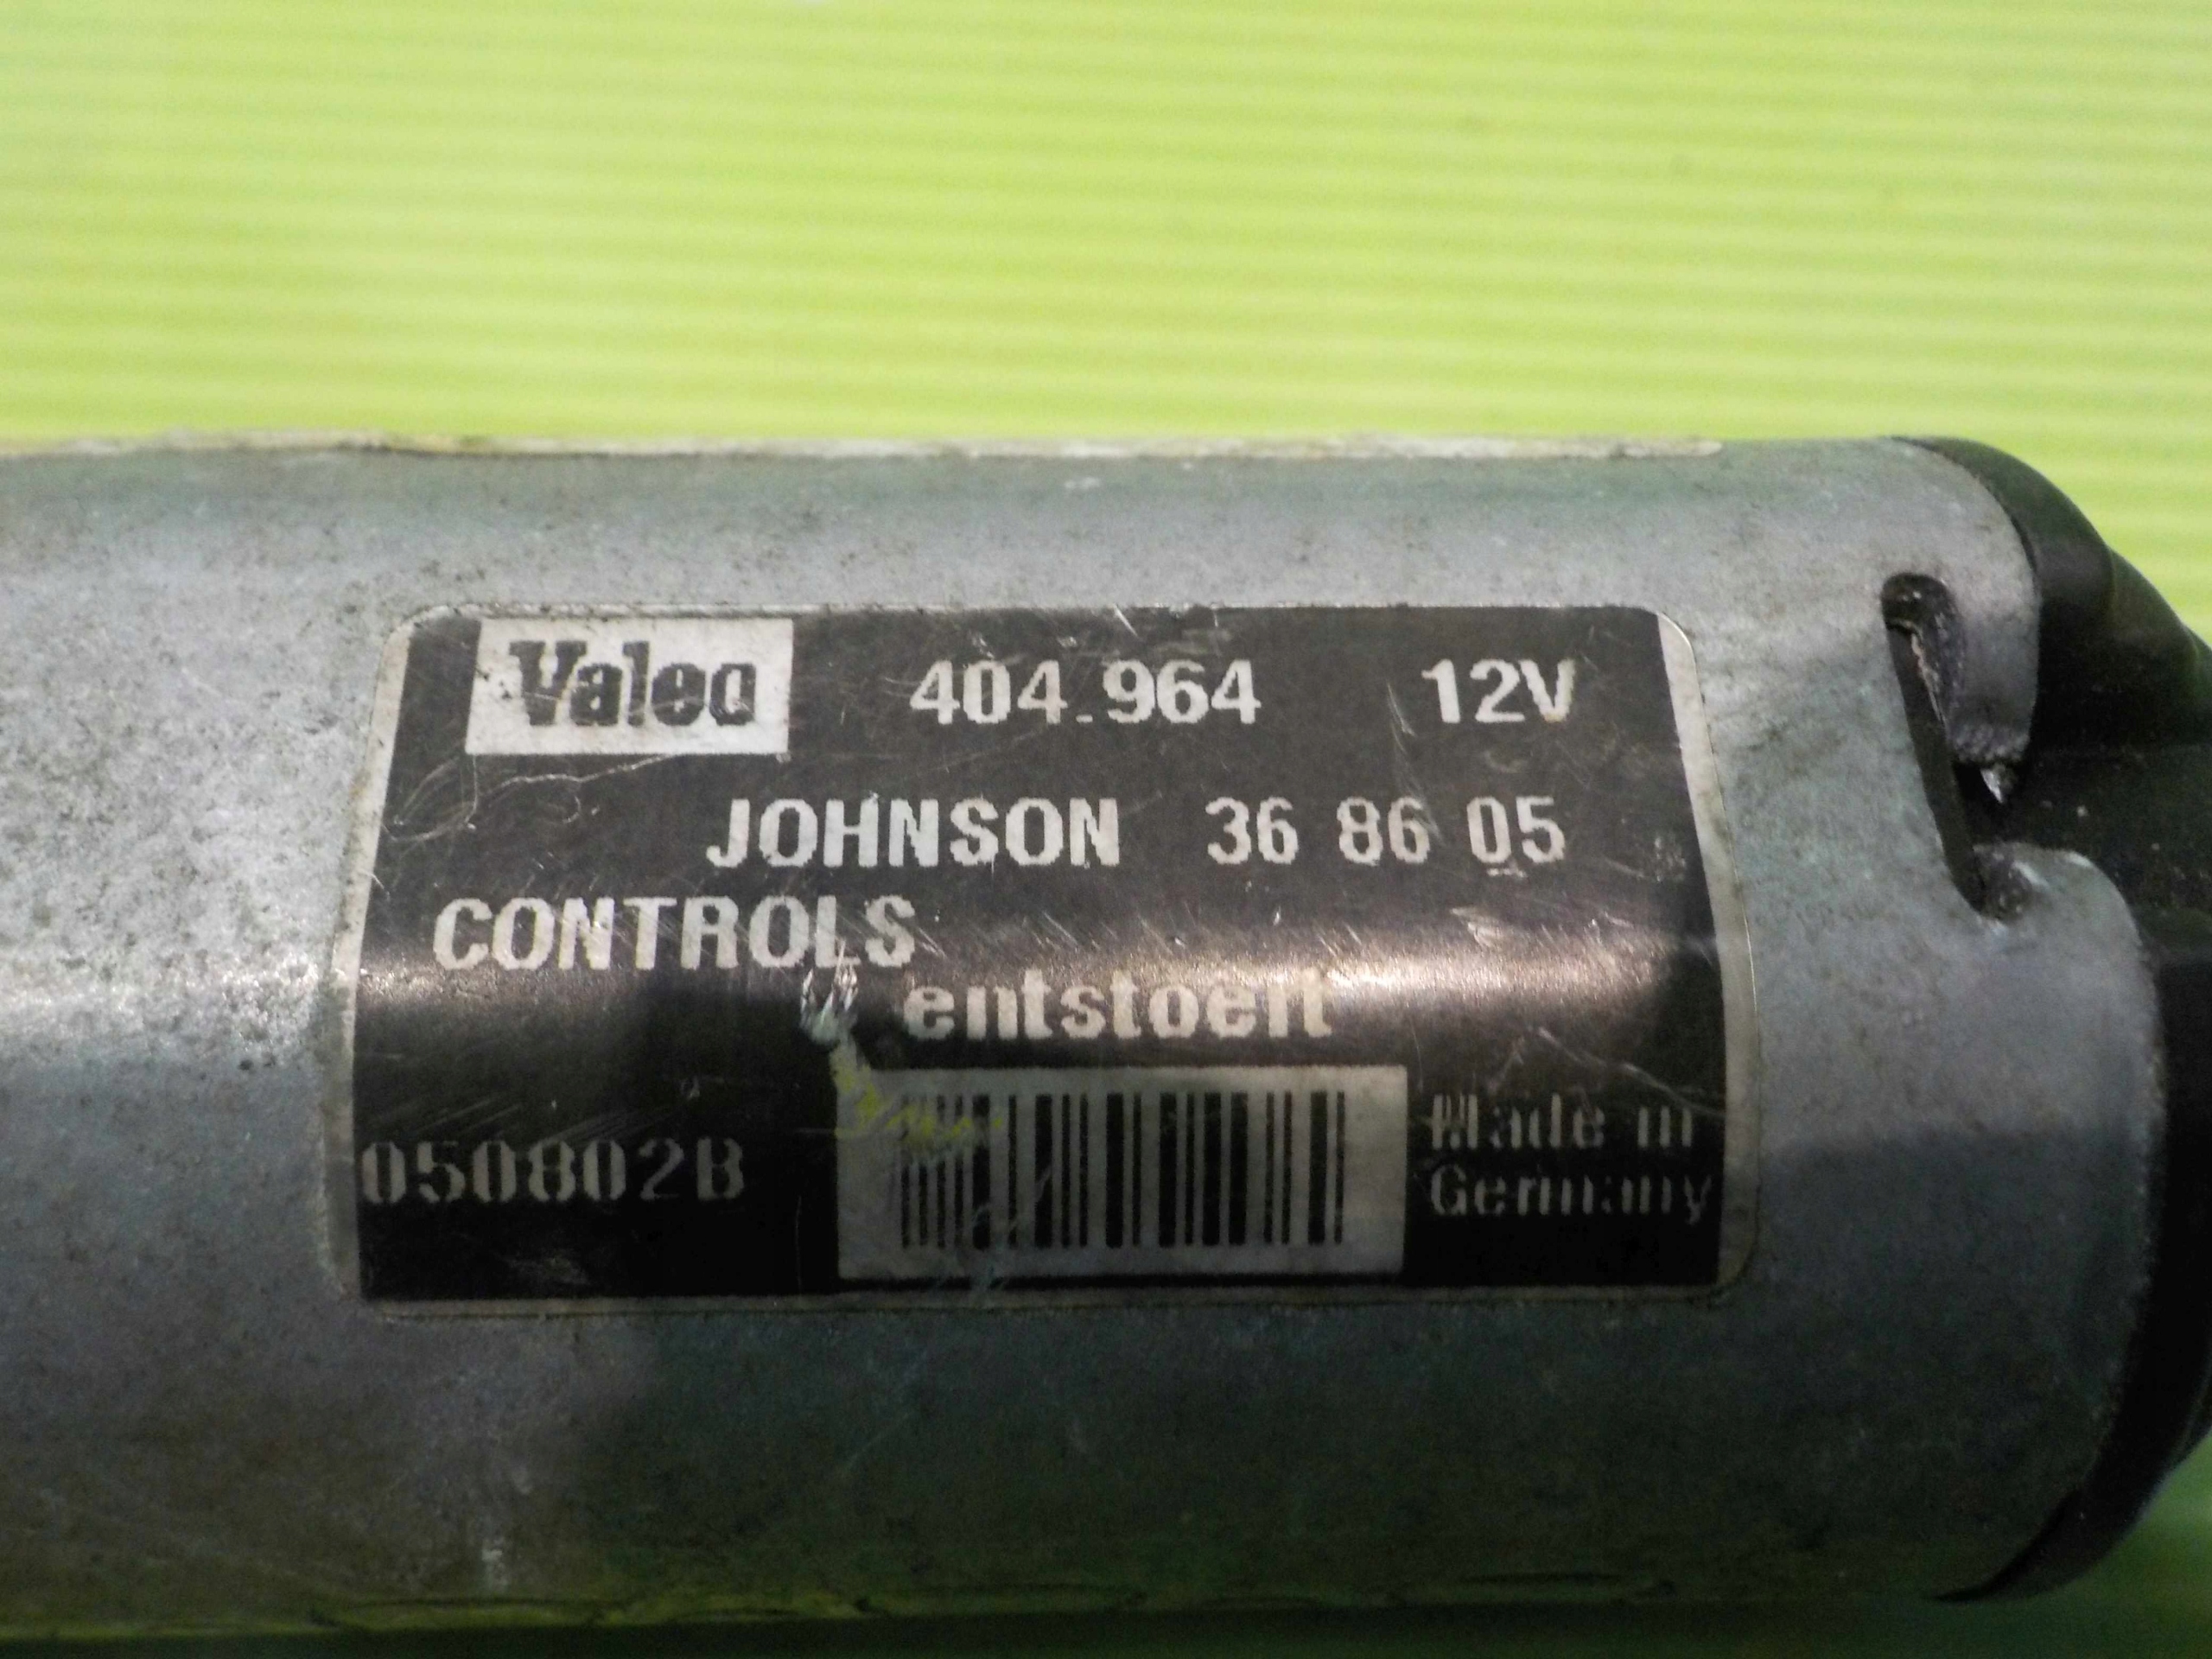 Valeo 404.964 12V
JOHNSON 36 86 05
CONTROLS
entstoert
050802B
Made in
Germany